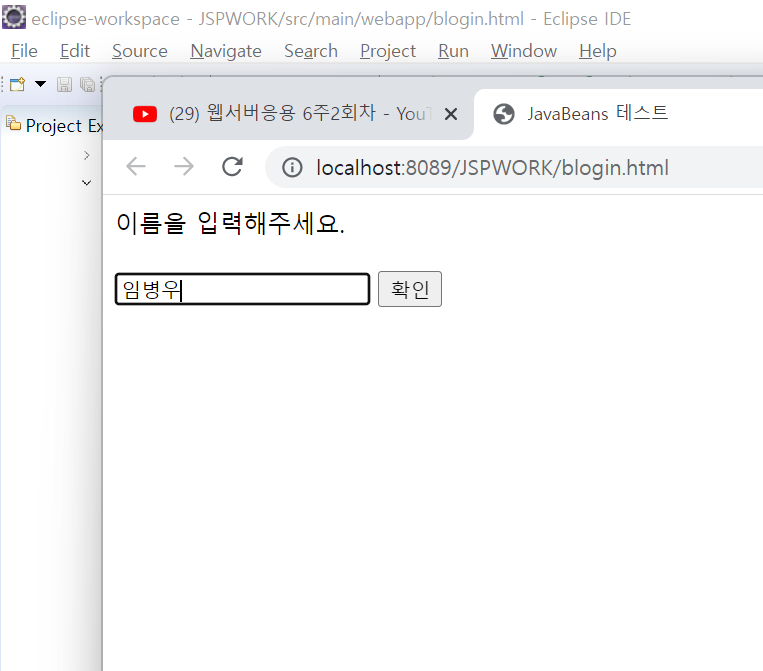 eclipse-workspace - JSPWORK/src/main/webapp/blogin.html - Eclipse IDE
File Edit Source Navigate Search Project Run Window Help
(29) 웹서버응용 6주2회차 - You
JavaBeans 테스트
Project Ex
localhost:8089/JSPWORK/blogin.html
이름을 입력해주세요.
임병우 확인